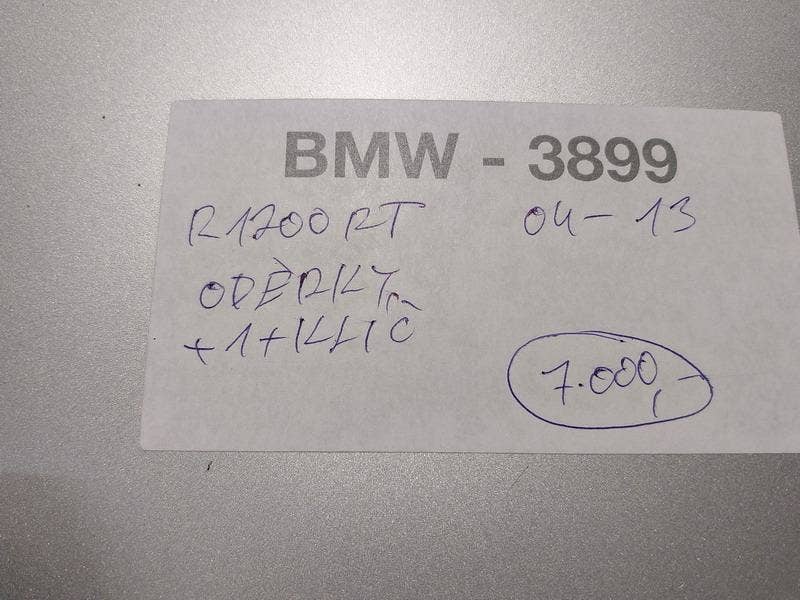 BMW - 3899
R1200RT 04-13
ODĚRKY
+1+KLÍČ
7.000,-